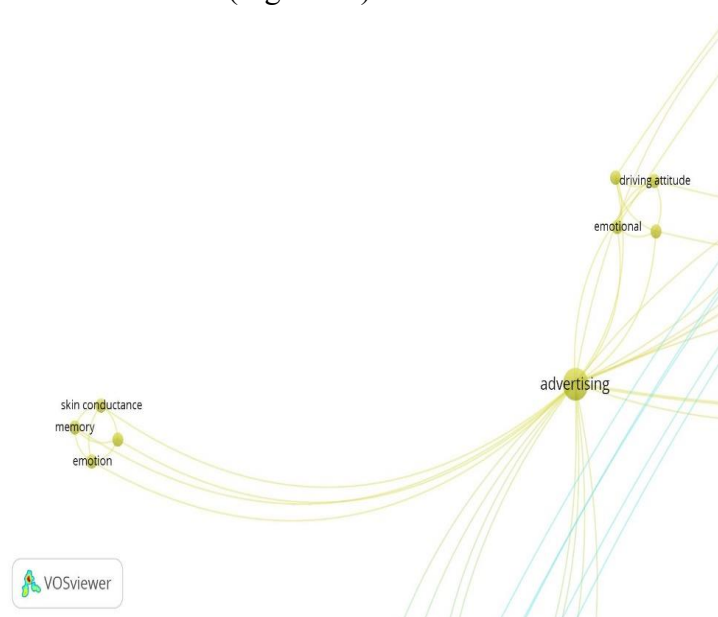 driving attitude
emotional
advertising
skin conductance
memory
emotion
VOSviewer